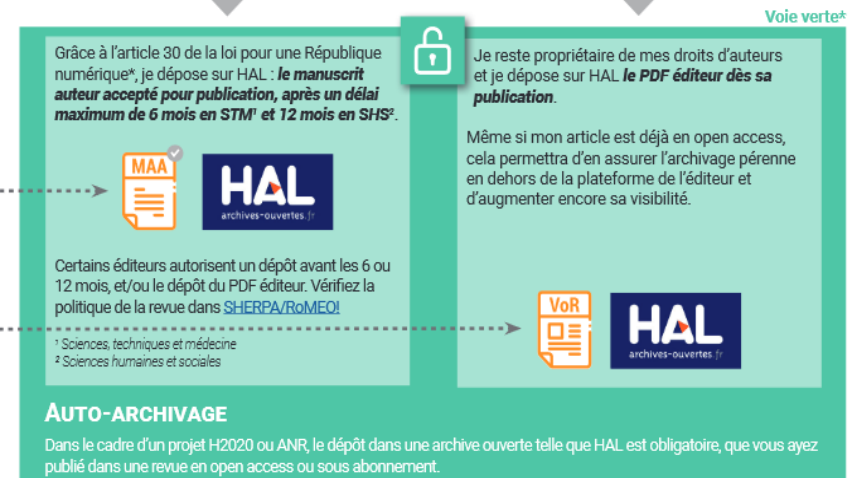 Voie verte*
Grâce à l'article 30 de la loi pour une République
numérique*, je dépose sur HAL : le manuscrit
auteur accepté pour publication, après un délai
maximum de 6 mois en STM¹ et 12 mois en SHS².
MAA
HAL
archives-ouvertes.fr
Certains éditeurs autorisent un dépôt avant les 6 ou
12 mois, et/ou le dépôt du PDF éditeur. Vérifiez la
politique de la revue dans SHERPA/RoMEO!
¹ Sciences, techniques et médecine
² Sciences humaines et sociales
Je reste propriétaire de mes droits d'auteurs
et je dépose sur HAL le PDF éditeur dès sa
publication.
Même si mon article est déjà en open access,
cela permettra d'en assurer l'archivage pérenne
en dehors de la plateforme de l'éditeur et
d'augmenter encore sa visibilité.
VoR
HAL
archives-ouvertes.fr
AUTO-ARCHIVAGE
Dans le cadre d'un projet H2020 ou ANR, le dépôt dans une archive ouverte telle que HAL est obligatoire, que vous ayez
publié dans une revue en open access ou sous abonnement.